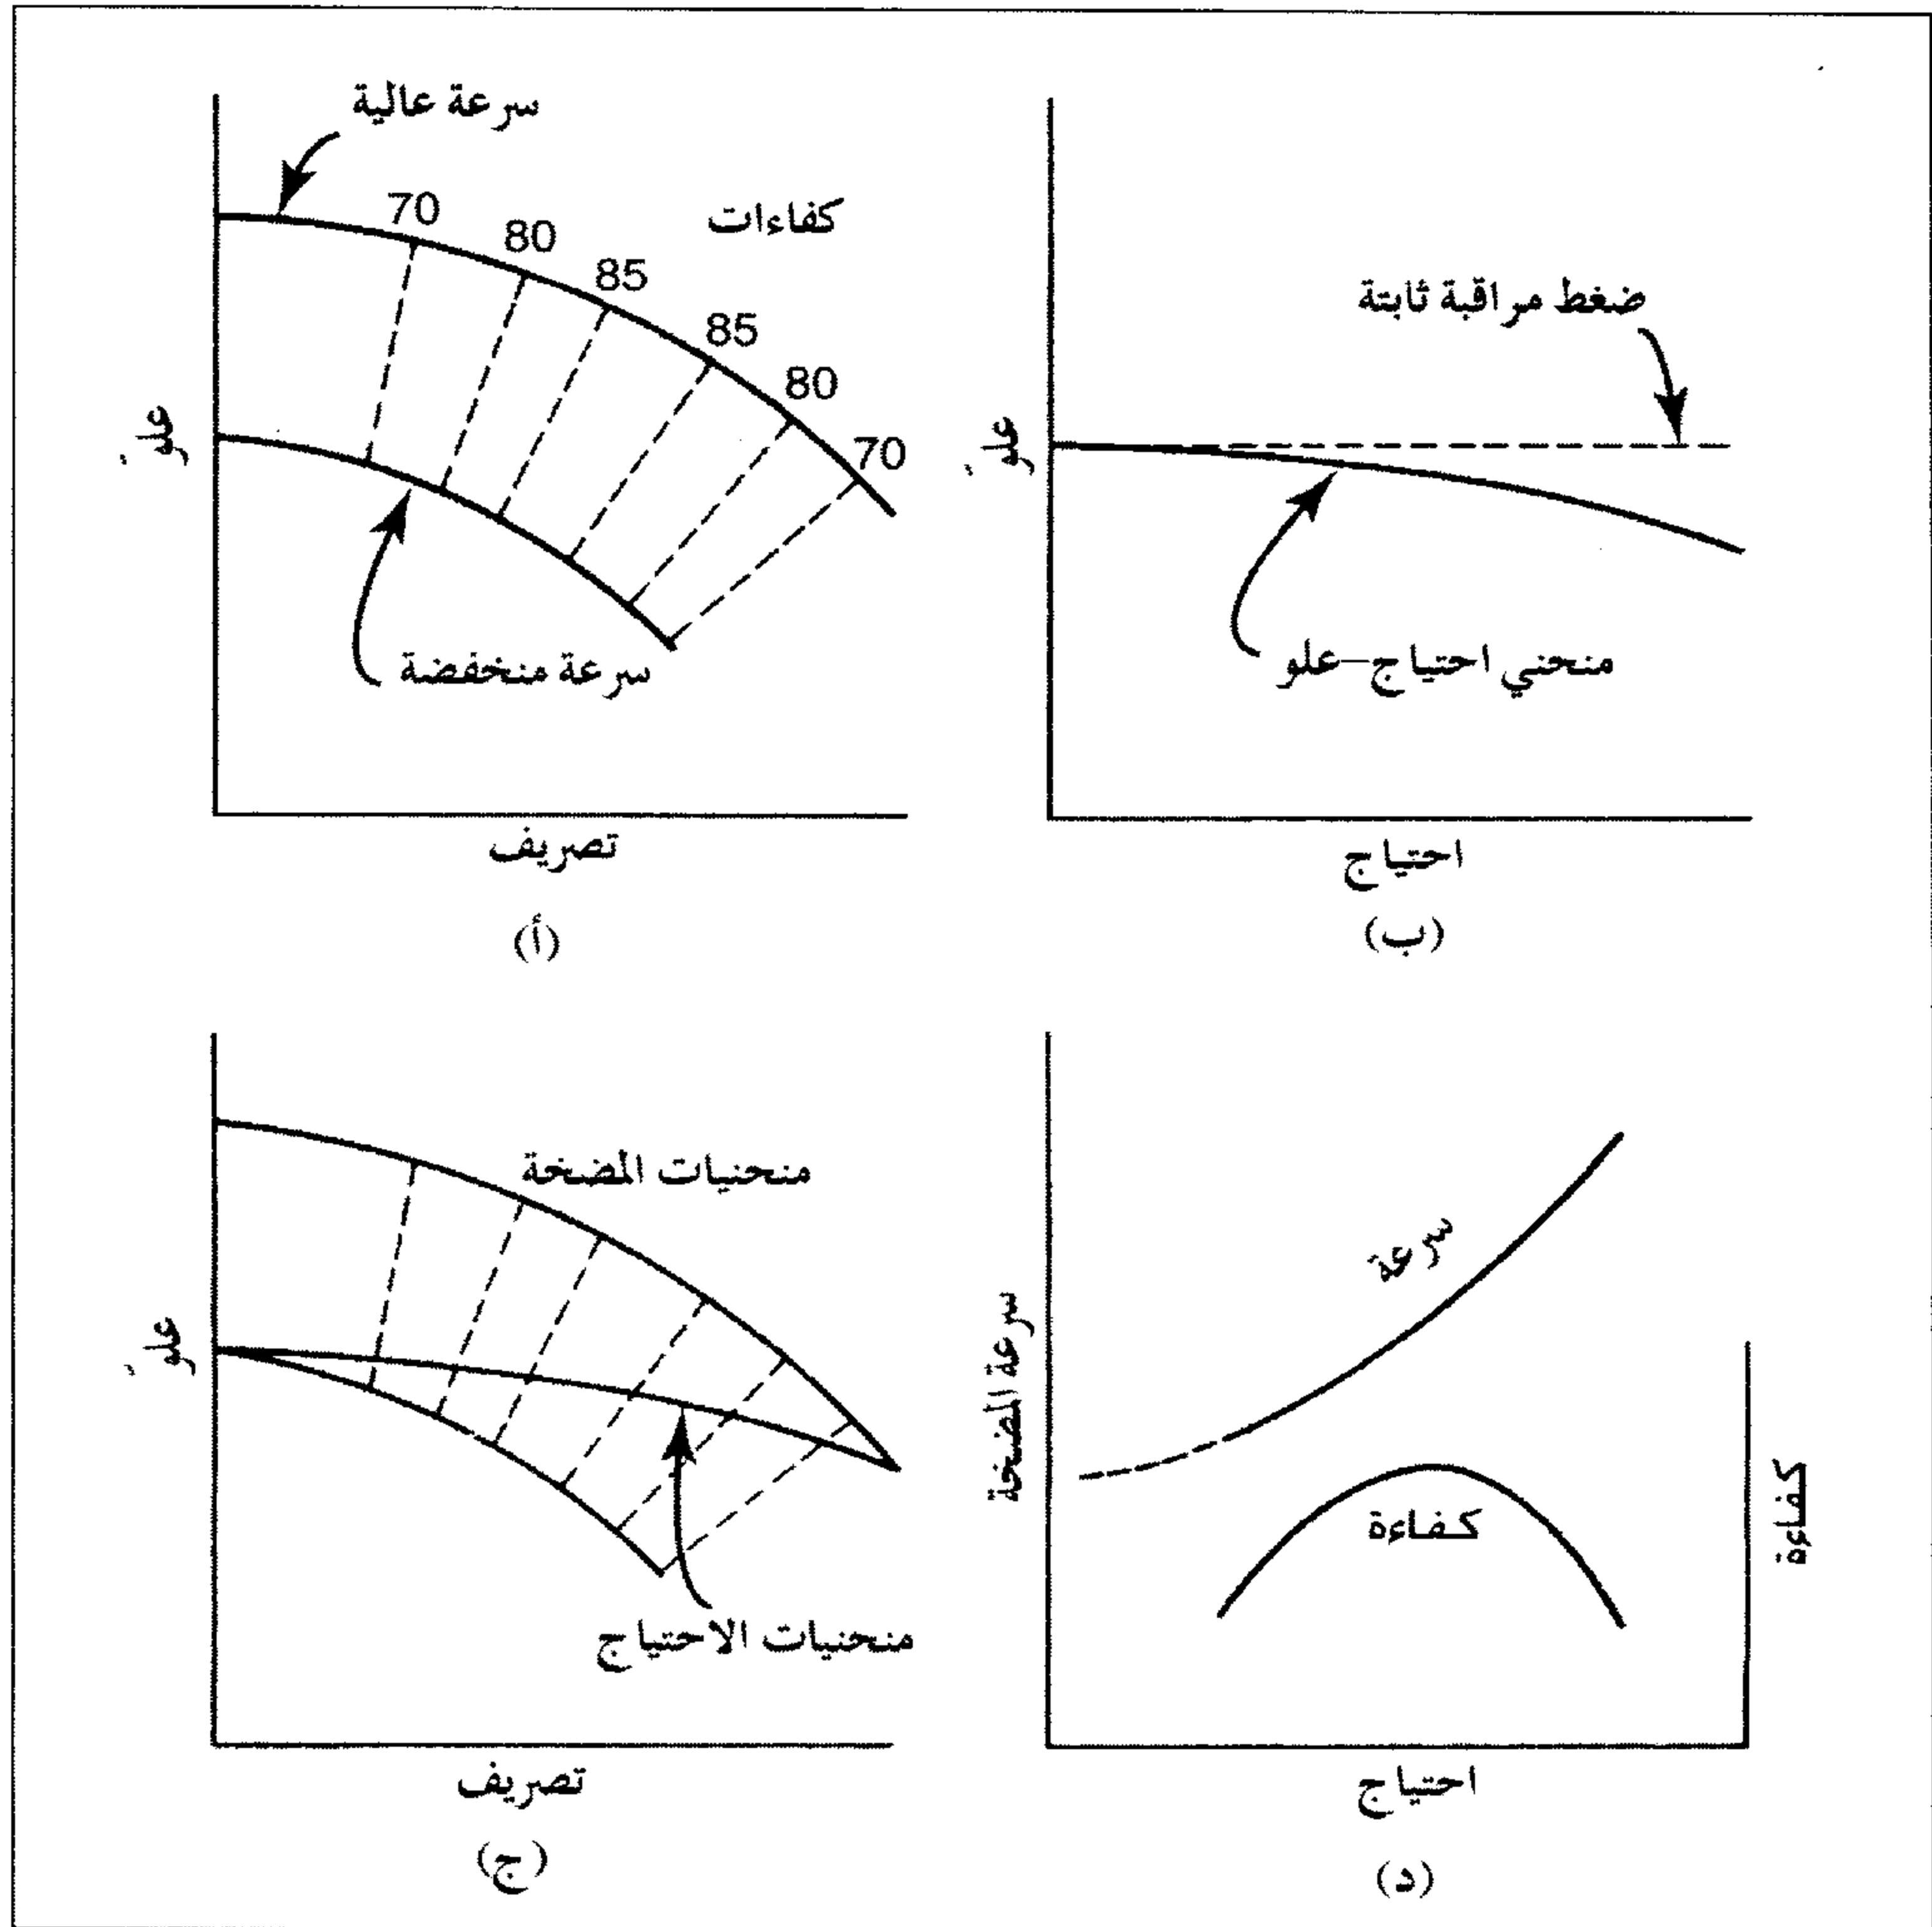 سرعة عالية
70
80
كفاءات
85
85
80
70
علو
سرعة منخفضة
تصريف
(أ)
ضغط مراقبة ثابتة
علو
منحني احتياج-علو
احتياج
(ب)
منحنيات المضخة
علو
منحنيات الاحتياج
تصريف
(ج)
سرعة
سرعة المضخة
كفاءة
كفاءة
احتياج
(د)